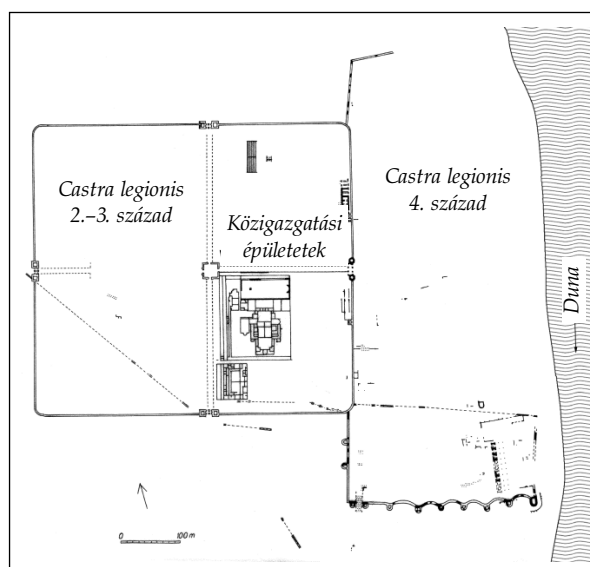 Castra legionis
2.–3. század
Közigazgatási
épületetek
Castra legionis
4. század
Duna
0 100 m